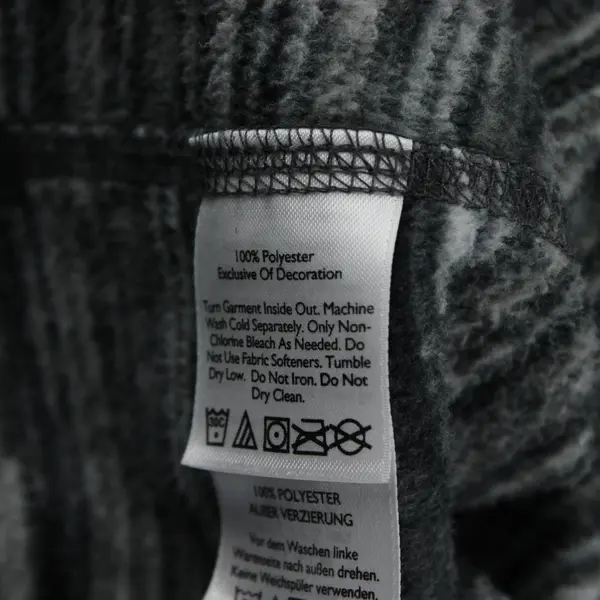 100% Polyester
Exclusive Of Decoration
Turn Garment Inside Out. Machine
Wash Cold Separately. Only Non-
Chlorine Bleach As Needed. Do
Not Use Fabric Softeners. Tumble
Dry Low. Do Not Iron. Do Not
Dry Clean.
30C
100% POLYESTER
AUßER VERZIERUNG
Vor dem Waschen linke
Warenseite nach außen drehen.
Keine Weichspüler verwenden.